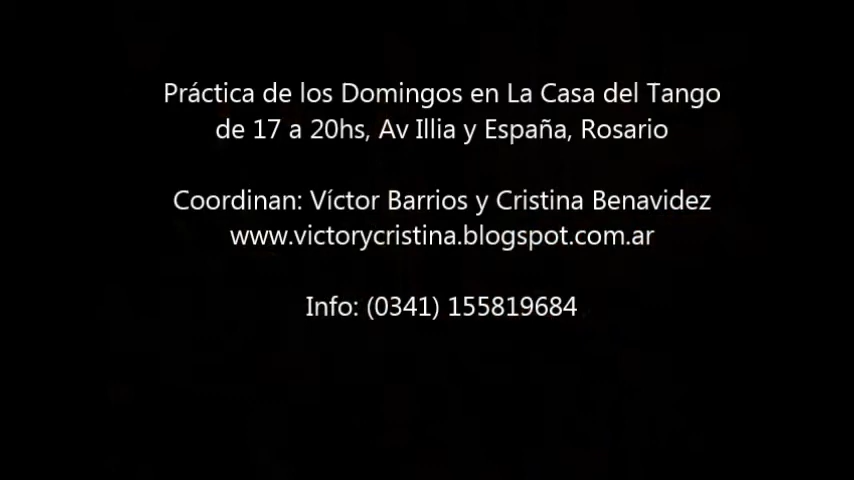 Práctica de los Domingos en La Casa del Tango
de 17 a 20hs, Av Illia y España, Rosario
Coordinan: Víctor Barrios y Cristina Benavidez
www.victorycristina.blogspot.com.ar
Info: (0341) 155819684